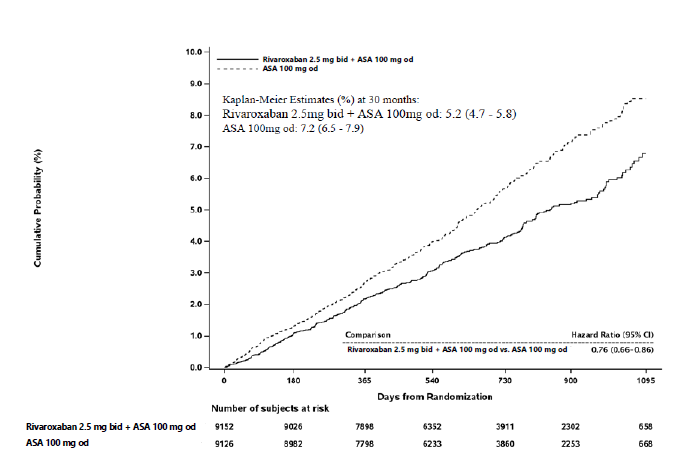 10.0
Rivaroxaban 2.5 mg bid + ASA 100 mg od
ASA 100 mg od
9.0
Kaplan-Meier Estimates (%) at 30 months:
Rivaroxaban 2.5mg bid + ASA 100mg od: 5.2 (4.7 - 5.8)
ASA 100mg od: 7.2 (6.5 - 7.9)
8.0
7.0
6.0
5.0
4.0
3.0
2.0
1.0
0.0
Cumulative Probability (%)
Comparison Hazard Ratio (95% CI)
Rivaroxaban 2.5 mg bid + ASA 100 mg od vs. ASA 100 mg od 0.76 (0.66-0.86)
0 180 365 540 730 900 1095
Days from Randomization
Number of subjects at risk
Rivaroxaban 2.5 mg bid + ASA 100 mg od 9152 9026 7898 6352 3911 2302 658
ASA 100 mg od 9126 8982 7798 6233 3860 2253 668